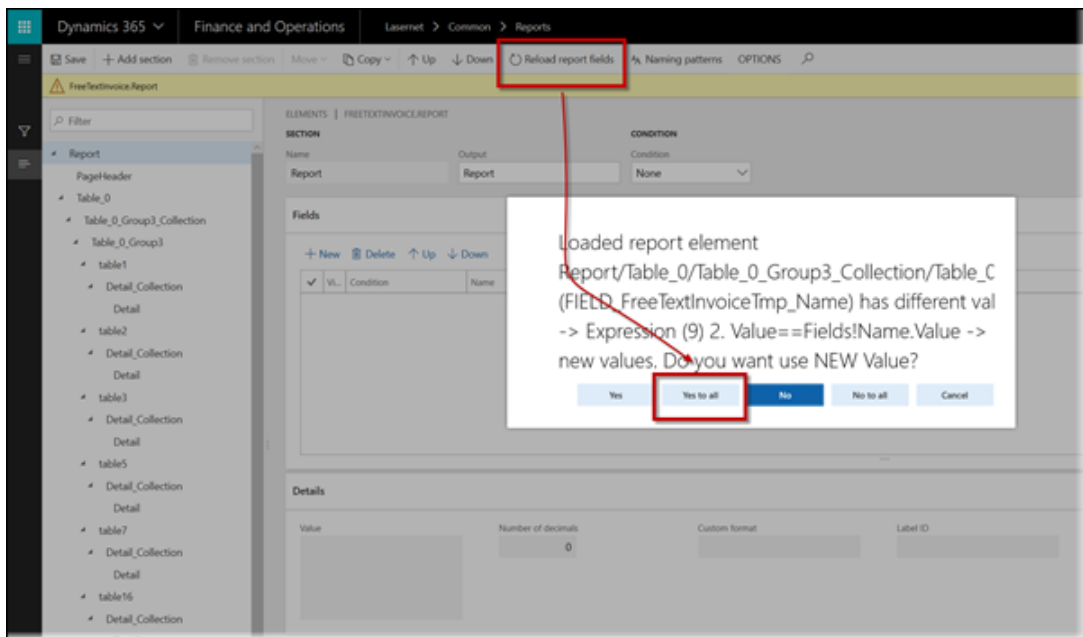 Dynamics 365 Finance and Operations Lasernet > Common > Reports
Save + Add section Remove section Move Copy Up Down Reload report fields Naming patterns OPTIONS
FreeTextInvoice.Report
Filter
ELEMENTS | FREETEXTINVOICE.REPORT
SECTION CONDITION
Name Output Condition
Report Report None
Report
PageHeader
Table_0
Table_0_Group3_Collection
Table_0_Group3
table1
Detail_Collection
Detail
table2
Detail_Collection
Detail
table3
Detail_Collection
Detail
table5
Detail_Collection
Detail
table7
Detail_Collection
Detail
table16
Detail_Collection
Fields
+ New Delete Up Down
Vi... Condition Name
Loaded report element
Report/Table_0/Table_0_Group3_Collection/Table_0
(FIELD_FreeTextInvoiceTmp_Name) has different val
-> Expression (9) 2. Value==Fields!Name.Value ->
new values. Do you want use NEW Value?
Yes Yes to all No No to all Cancel
Details
Value Number of decimals Custom format Label ID
0